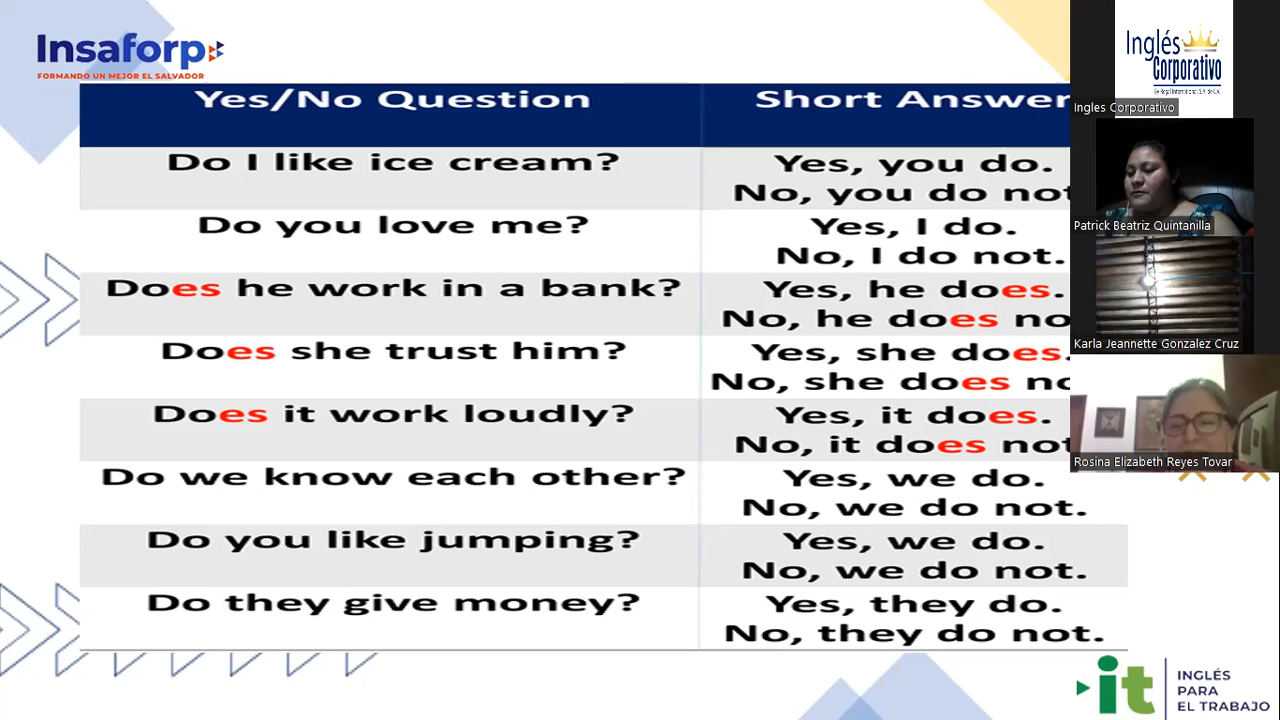 Insaforp
FORMANDO UN MEJOR EL SALVADOR
Yes/No Question
Short Answer
Do I like ice cream?
Yes, you do.
No, you do not
Do you love me?
Yes, I do.
No, I do not.
Does he work in a bank?
Yes, he does.
No, he does no
Does she trust him?
Yes, she does.
No, she does no
Does it work loudly?
Yes, it does.
No, it does not
Do we know each other?
Yes, we do.
No, we do not.
Do you like jumping?
Yes, we do.
No, we do not.
Do they give money?
Yes, they do.
No, they do not.
Inglés
Corporativo
Ingles Corporativo
Patrick Beatriz Quintanilla
Karla Jeannette Gonzalez Cruz
Rosina Elizabeth Reyes Tovar
it
INGLÉS
PARA
EL TRABAJO